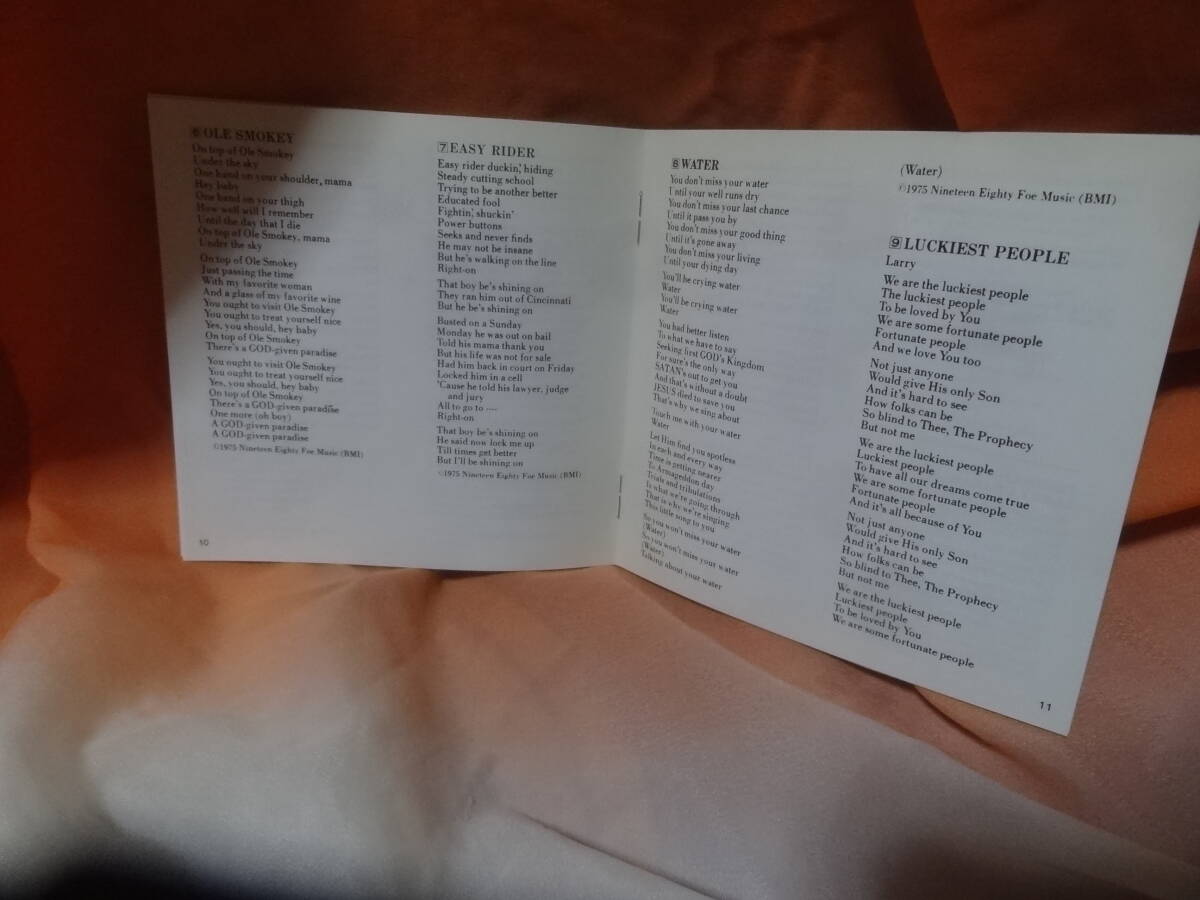 6 OLE SMOKEY
On top of Ole Smokey
Under the sky
One hand on your shoulder, mama
Hey baby
One hand on your thigh
How well will I remember
Until the day that I die
On top of Ole Smokey, mama
Under the sky
On top of Ole Smokey
Just passing the time
With my favorite woman
And a glass of my favorite wine
You ought to visit Ole Smokey
You ought to treat yourself nice
Yes, you should, hey baby
On top of Ole Smokey
There's a GOD-given paradise
You ought to visit Ole Smokey
You ought to treat yourself nice
Yes, you should, hey baby
On top of Ole Smokey
There's a GOD-given paradise
One more (oh boy)
A GOD-given paradise
A GOD-given paradise
©1975 Nineteen Eighty Foe Music (BMI)
10
7 EASY RIDER
Easy rider duckin', hiding
Steady cutting school
Trying to be another better
Educated fool
Fightin', shuckin'
Power buttons
Seeks and never finds
He may not be insane
But he's walking on the line
Right-on
That boy be's shining on
They ran him out of Cincinnati
But he be's shining on
Busted on a Sunday
Monday he was out on bail
Told his mama thank you
But his life was not for sale
Had him back in court on Friday
Locked him in a cell
'Cause he told his lawyer, judge
and jury
All to go to ····
Right-on
That boy be's shining on
He said now lock me up
Till times get better
But I'll be shining on
©1975 Nineteen Eighty Foe Music (BMI)
8 WATER
You don't miss your water
Until your well runs dry
You don't miss your last chance
Until it pass you by
You don't miss your good thing
Until it's gone away
You don't miss your living
Until your dying day
You'll be crying water
Water
You'll be crying water
Water
You had better listen
To what we have to say
Seeking first GOD's Kingdom
For sure's the only way
SATAN's out to get you
And that's without a doubt
JESUS died to save you
That's why we sing about
Touch me with your water
Water
Let Him find you spotless
In each and every way
Time is getting nearer
To Armageddon day
Trials and tribulations
Is what we're going through
That is why we're singing
This little song to you
So you won't miss your water
(Water)
So you won't miss your water
(Water)
Talking about your water
(Water)
©1975 Nineteen Eighty Foe Music (BMI)
9 LUCKIEST PEOPLE
Larry
We are the luckiest people
The luckiest people
To be loved by You
We are some fortunate people
Fortunate people
And we love You too
Not just anyone
Would give His only Son
And it's hard to see
How folks can be
So blind to Thee, The Prophecy
But not me
We are the luckiest people
Luckiest people
To have all our dreams come true
We are some fortunate people
Fortunate people
And it's all because of You
Not just anyone
Would give His only Son
And it's hard to see
How folks can be
So blind to Thee, The Prophecy
But not me
We are the luckiest people
Luckiest people
To be loved by You
We are some fortunate people
11